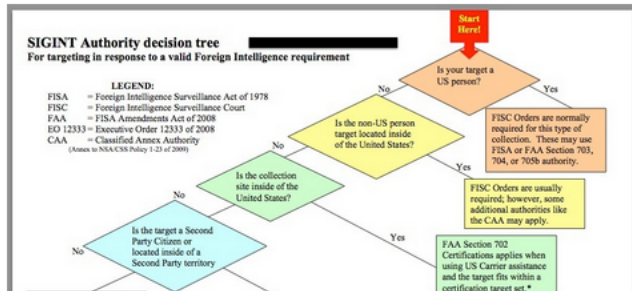 Start
Here!
SIGINT Authority decision tree
For targeting in response to a valid Foreign Intelligence requirement
LEGEND:
FISA = Foreign Intelligence Surveillance Act of 1978
FISC = Foreign Intelligence Surveillance Court
FAA = FISA Amendments Act of 2008
EO 12333 = Executive Order 12333 of 2008
CAA = Classified Annex Authority
(Annex to NSA/CSS Policy 1-23 of 2009)
Is your target a
US person?
No
Yes
FISC Orders are normally
required for this type of
collection. These may use
FISA or FAA Section 703,
704, or 705b authority.
Is the non-US person
target located inside
of the United States?
No
Yes
FISC Orders are usually
required; however, some
additional authorities like
the CAA may apply.
Is the collection
site inside of the
United States?
No
Yes
FAA Section 702
Certifications applies when
using US Carrier assistance
and the target fits within a
certification target set.*
Is the target a Second
Party Citizen or
located inside of a
Second Party territory
No